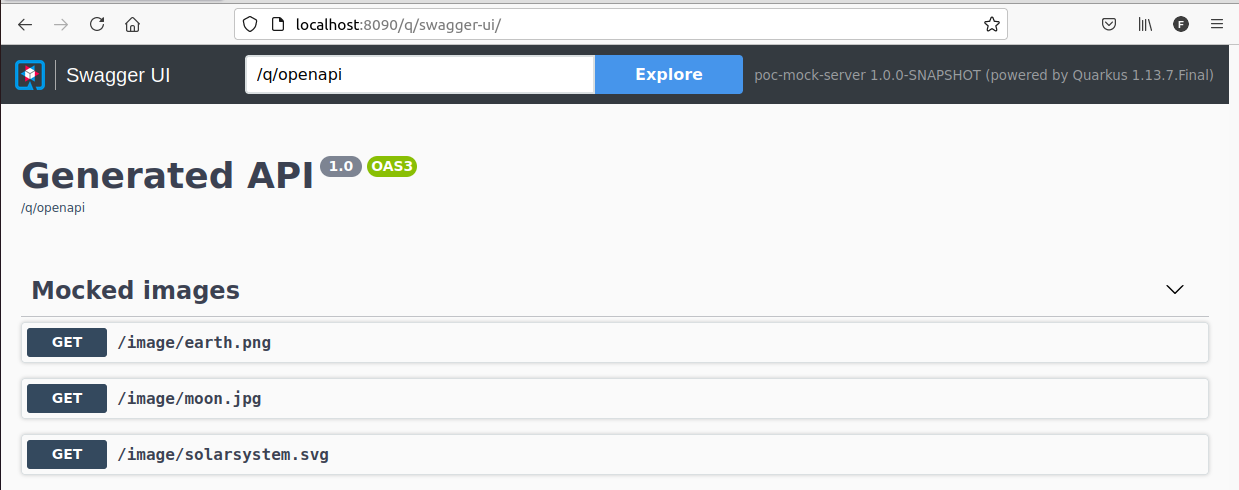 localhost:8090/q/swagger-ui/
F
Swagger UI
/q/openapi
Explore
poc-mock-server 1.0.0-SNAPSHOT (powered by Quarkus 1.13.7.Final)
Generated API 1.0 OAS3
/q/openapi
Mocked images
GET /image/earth.png
GET /image/moon.jpg
GET /image/solarsystem.svg